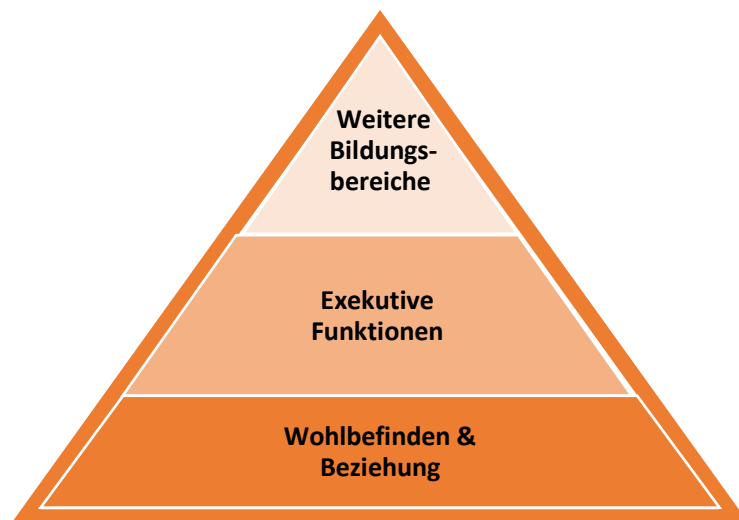 Weitere
Bildungs-
bereiche
Exekutive
Funktionen
Wohlbefinden &
Beziehung